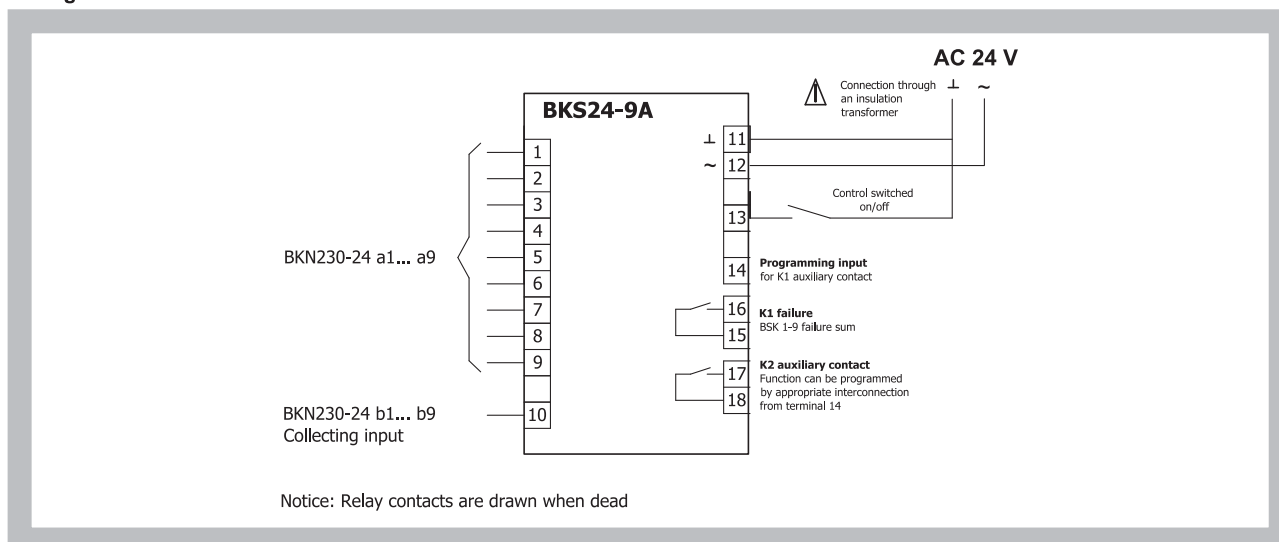 AC 24 V
⊥ ~
Connection through
an insulation
transformer
BKS24-9A
1
2
3
4
5
6
7
8
9
10
BKN230-24 a1... a9
BKN230-24 b1... b9
Collecting input
⊥ 11
~ 12
13
Control switched
on/off
14
Programming input
for K1 auxiliary contact
16
15
K1 failure
BSK 1-9 failure sum
17
18
K2 auxiliary contact
Function can be programmed
by appropriate interconnection
from terminal 14
Notice: Relay contacts are drawn when dead